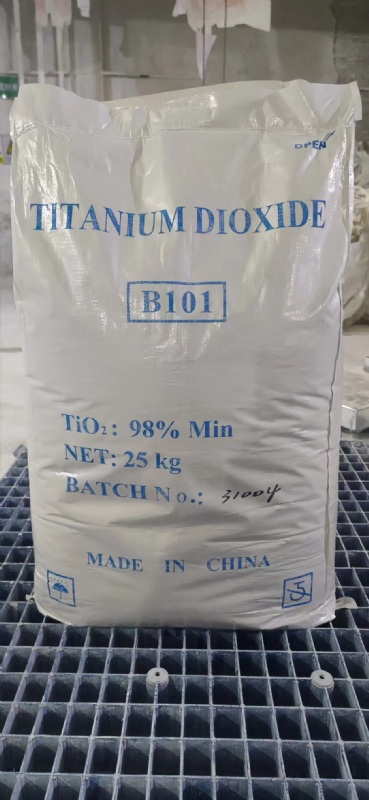 OPEN
TITANIUM DIOXIDE
B101
TiO₂: 98% Min
NET: 25 kg
BATCH No.: 31004
MADE IN CHINA